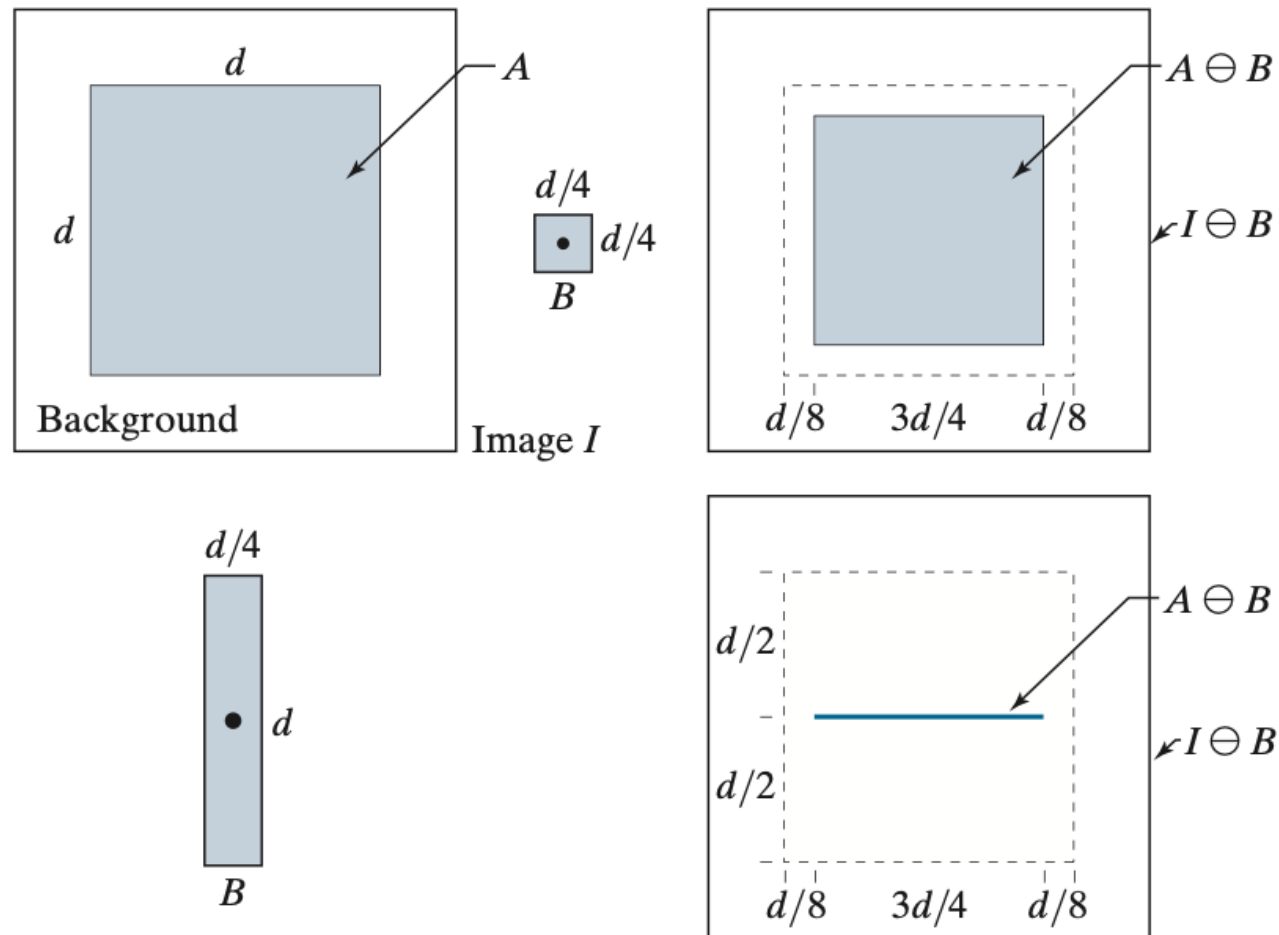 d
A
d
d/4
d/4
B
Background
Image I
A ⊖ B
I ⊖ B
d/8
3d/4
d/8
d/4
d
B
A ⊖ B
d/2
I ⊖ B
d/2
d/8
3d/4
d/8